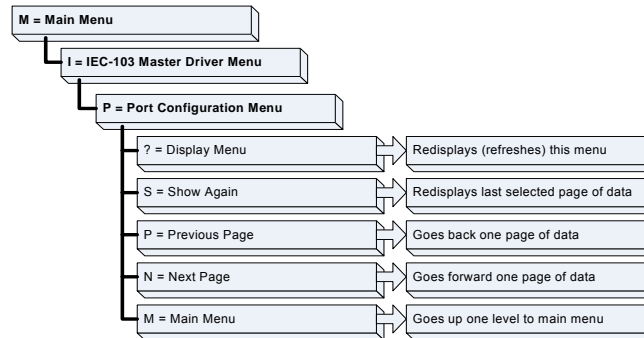 M = Main Menu
I = IEC-103 Master Driver Menu
P = Port Configuration Menu
? = Display Menu
Redisplays (refreshes) this menu
S = Show Again
Redisplays last selected page of data
P = Previous Page
Goes back one page of data
N = Next Page
Goes forward one page of data
M = Main Menu
Goes up one level to main menu